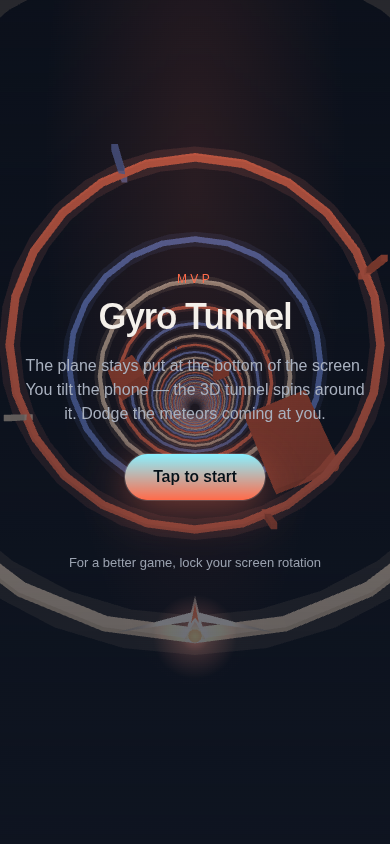 MVP
Gyro Tunnel
The plane stays put at the bottom of the screen.
You tilt the phone — the 3D tunnel spins around
it. Dodge the meteors coming at you.
Tap to start
For a better game, lock your screen rotation